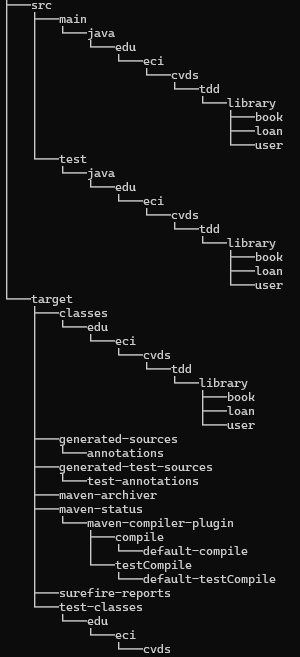 src
main
java
edu
eci
cvds
tdd
library
book
loan
user
test
java
edu
eci
cvds
tdd
library
book
loan
user
target
classes
edu
eci
cvds
tdd
library
book
loan
user
generated-sources
annotations
generated-test-sources
test-annotations
maven-archiver
maven-status
maven-compiler-plugin
compile
default-compile
testCompile
default-testCompile
surefire-reports
test-classes
edu
eci
cvds